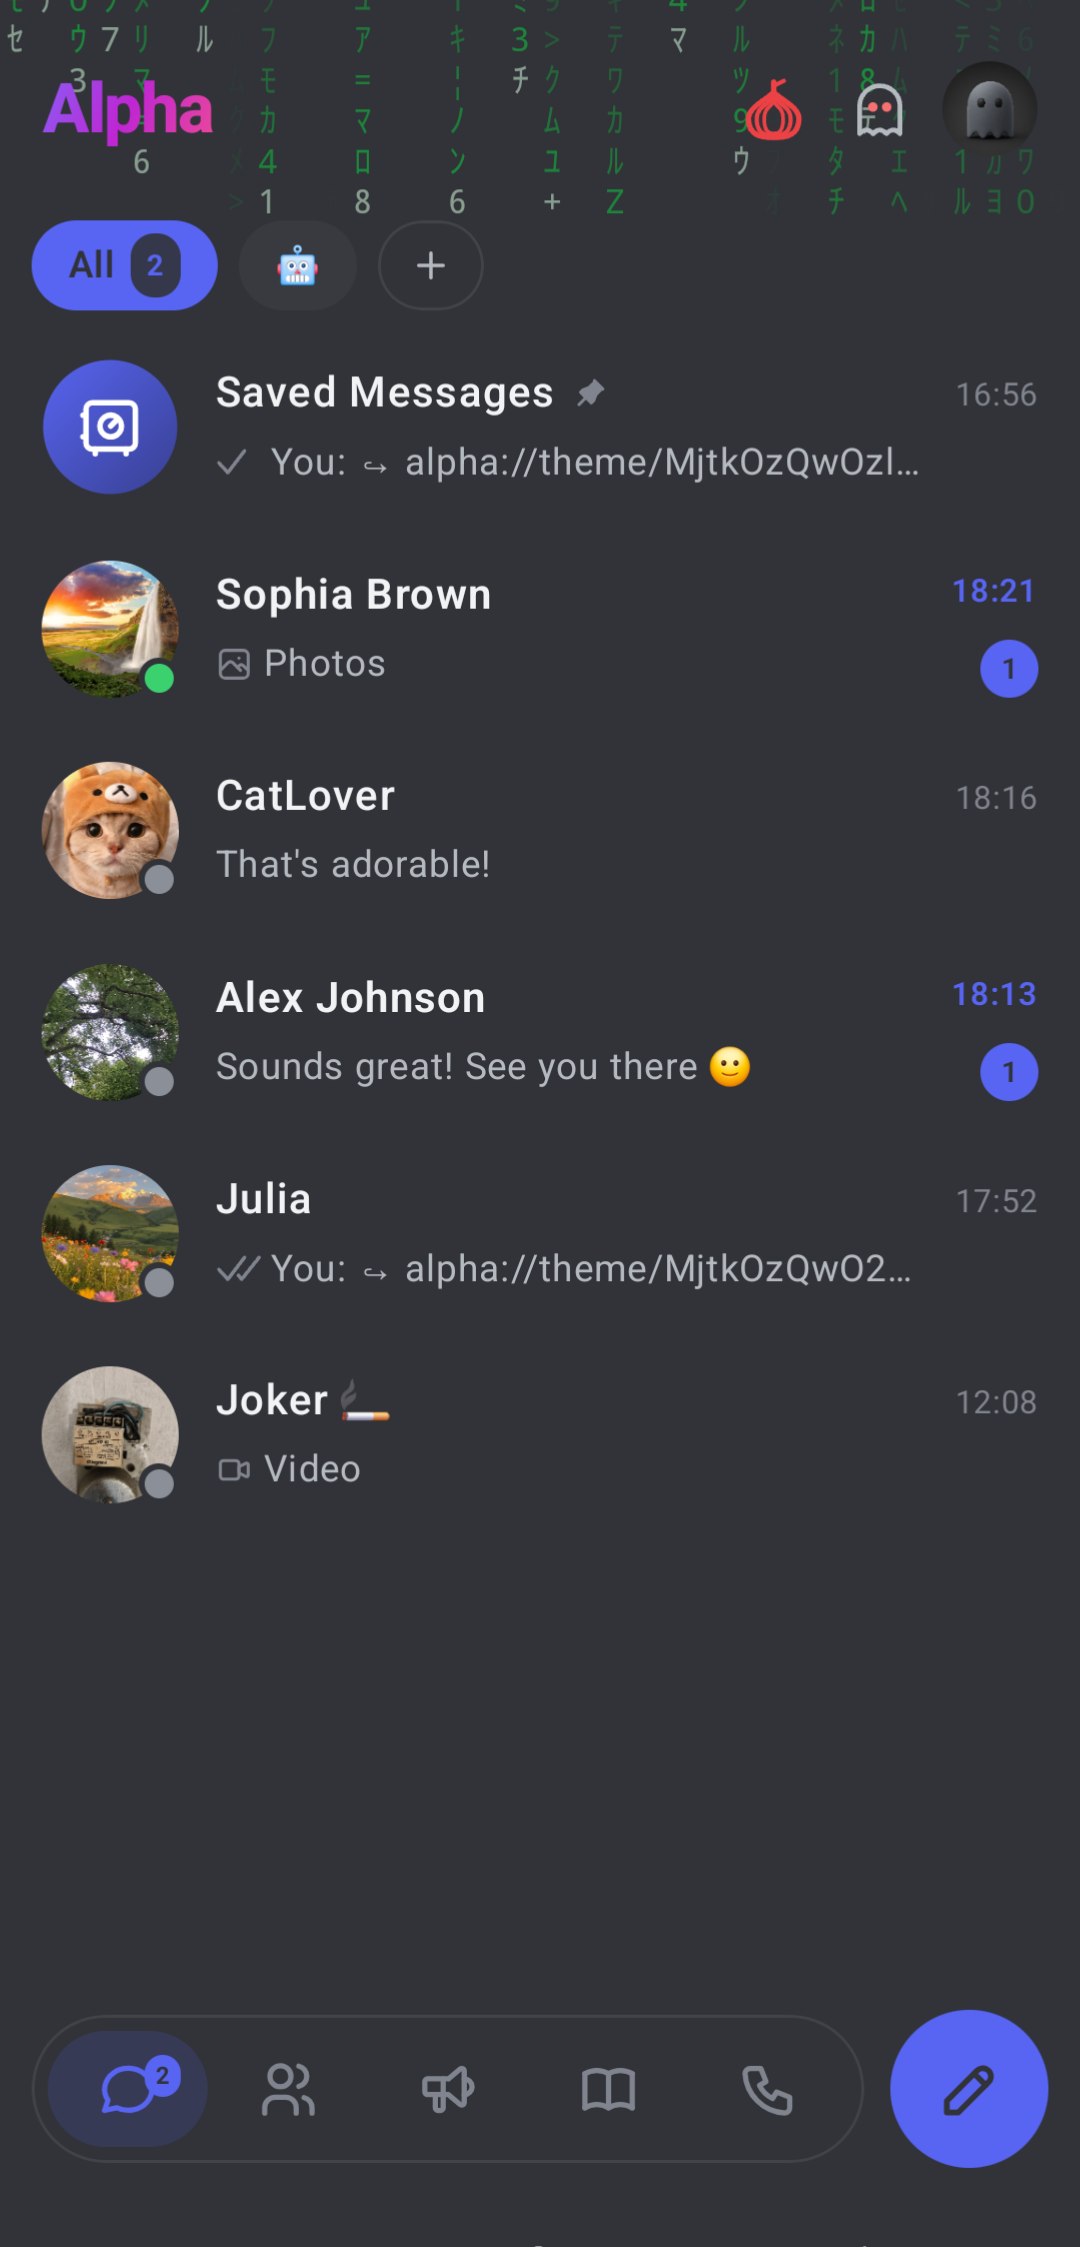 Alpha
All 2
Saved Messages 16:56
You: ↪ alpha://theme/MjtkOzQwOzl...
Sophia Brown 18:21
Photos 1
CatLover 18:16
That's adorable!
Alex Johnson 18:13
Sounds great! See you there 🙂 1
Julia 17:52
You: ↪ alpha://theme/MjtkOzQwO2...
Joker 🚬 12:08
Video
2